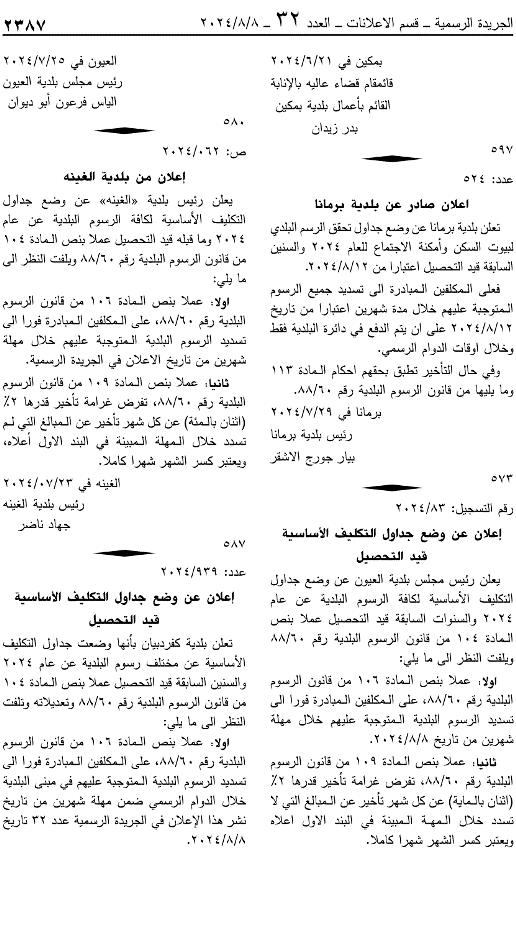 الجريدة الرسمية ــ قسم الاعلانات ــ العدد ٣٢ ــ ٢٠٢٤/٨/٨
٢٣٨٧
بمكين في ٢٠٢٤/٦/٢١
قائمقام قضاء عاليه بالإنابة
القائم بأعمال بلدية بمكين
بدر زيدان
٥٩٧
عدد: ٥٢٤
اعلان صادر عن بلدية برمانا
تعلن بلدية برمانا عن وضع جداول تحقق الرسم البلدي
لبيوت السكن وأمكنة الاجتماع للعام ٢٠٢٤ والسنين
السابقة قيد التحصيل اعتبارا من ٢٠٢٤/٨/١٢.
فعلى المكلفين المبادرة الى تسديد جميع الرسوم
المتوجبة عليهم خلال مدة شهرين اعتبارا من تاريخ
٢٠٢٤/٨/١٢ على ان يتم الدفع في دائرة البلدية فقط
وخلال اوقات الدوام الرسمي.
وفي حال التأخير تطبق بحقهم احكام المادة ١١٣
وما يليها من قانون الرسوم البلدية رقم ٨٨/٦٠.
برمانا في ٢٠٢٤/٧/٢٩
رئيس بلدية برمانا
بيار جورج الاشقر
٥٧٣
رقم التسجيل: ٢٠٢٤/٨٣
إعلان عن وضع جداول التكليف الأساسية
قيد التحصيل
يعلن رئيس مجلس بلدية العيون عن وضع جداول
التكليف الأساسية لكافة الرسوم البلدية عن عام
٢٠٢٤ والسنوات السابقة قيد التحصيل عملا بنص
المادة ١٠٤ من قانون الرسوم البلدية رقم ٨٨/٦٠
ويلفت النظر الى ما يلي:
اولا: عملا بنص المادة ١٠٦ من قانون الرسوم
البلدية رقم ٨٨/٦٠، على المكلفين المبادرة فورا الى
تسديد الرسوم البلدية المتوجبة عليهم خلال مهلة
شهرين من تاريخ ٢٠٢٤/٨/٨.
ثانيا: عملا بنص المادة ١٠٩ من قانون الرسوم
البلدية رقم ٨٨/٦٠، تفرض غرامة تأخير قدرها ٢٪
(اثنان بالماية) عن كل شهر تأخير عن المبالغ التي لا
تسدد خلال المهة المبينة في البند الاول اعلاه
ويعتبر كسر الشهر شهرا كاملا.
العيون في ٢٠٢٤/٧/٢٥
رئيس مجلس بلدية العيون
الياس فرعون أبو ديوان
٥٨٠
ص: ٢٠٢٤/٠٦٢
إعلان من بلدية الغينه
يعلن رئيس بلدية «الغينه» عن وضع جداول
التكليف الأساسية لكافة الرسوم البلدية عن عام
٢٠٢٤ وما قبله قيد التحصيل عملا بنص المادة ١٠٤
من قانون الرسوم البلدية رقم ٨٨/٦٠ ويلفت النظر الى
ما يلي:
اولا: عملا بنص المادة ١٠٦ من قانون الرسوم
البلدية رقم ٨٨/٦٠، على المكلفين المبادرة فورا الى
تسديد الرسوم البلدية المتوجبة عليهم خلال مهلة
شهرين من تاريخ الاعلان في الجريدة الرسمية.
ثانيا: عملا بنص المادة ١٠٩ من قانون الرسوم
البلدية رقم ٨٨/٦٠، تفرض غرامة تأخير قدرها ٢٪
(اثنان بالمئة) عن كل شهر تأخير عن المبالغ التي لم
تسدد خلال المهلة المبينة في البند الاول أعلاه،
ويعتبر كسر الشهر شهرا كاملا.
الغينه في ٢٠٢٤/٠٧/٢٣
رئيس بلدية الغينه
جهاد ناضر
٥٨٧
عدد: ٢٠٢٤/٩٣٩
إعلان عن وضع جداول التكليف الأساسية
قيد التحصيل
تعلن بلدية كفردبيان بأنها وضعت جداول التكليف
الأساسية عن مختلف رسوم البلدية عن عام ٢٠٢٤
والسنين السابقة قيد التحصيل عملا بنص المادة ١٠٤
من قانون الرسوم البلدية رقم ٨٨/٦٠ وتعديلاته وتلفت
النظر الى ما يلي:
اولا: عملا بنص المادة ١٠٦ من قانون الرسوم
البلدية رقم ٨٨/٦٠، على المكلفين المبادرة فورا الى
تسديد الرسوم البلدية المتوجبة عليهم في مبنى البلدية
خلال الدوام الرسمي ضمن مهلة شهرين من تاريخ
نشر هذا الإعلان في الجريدة الرسمية عدد ٣٢ تاريخ
٢٠٢٤/٨/٨.